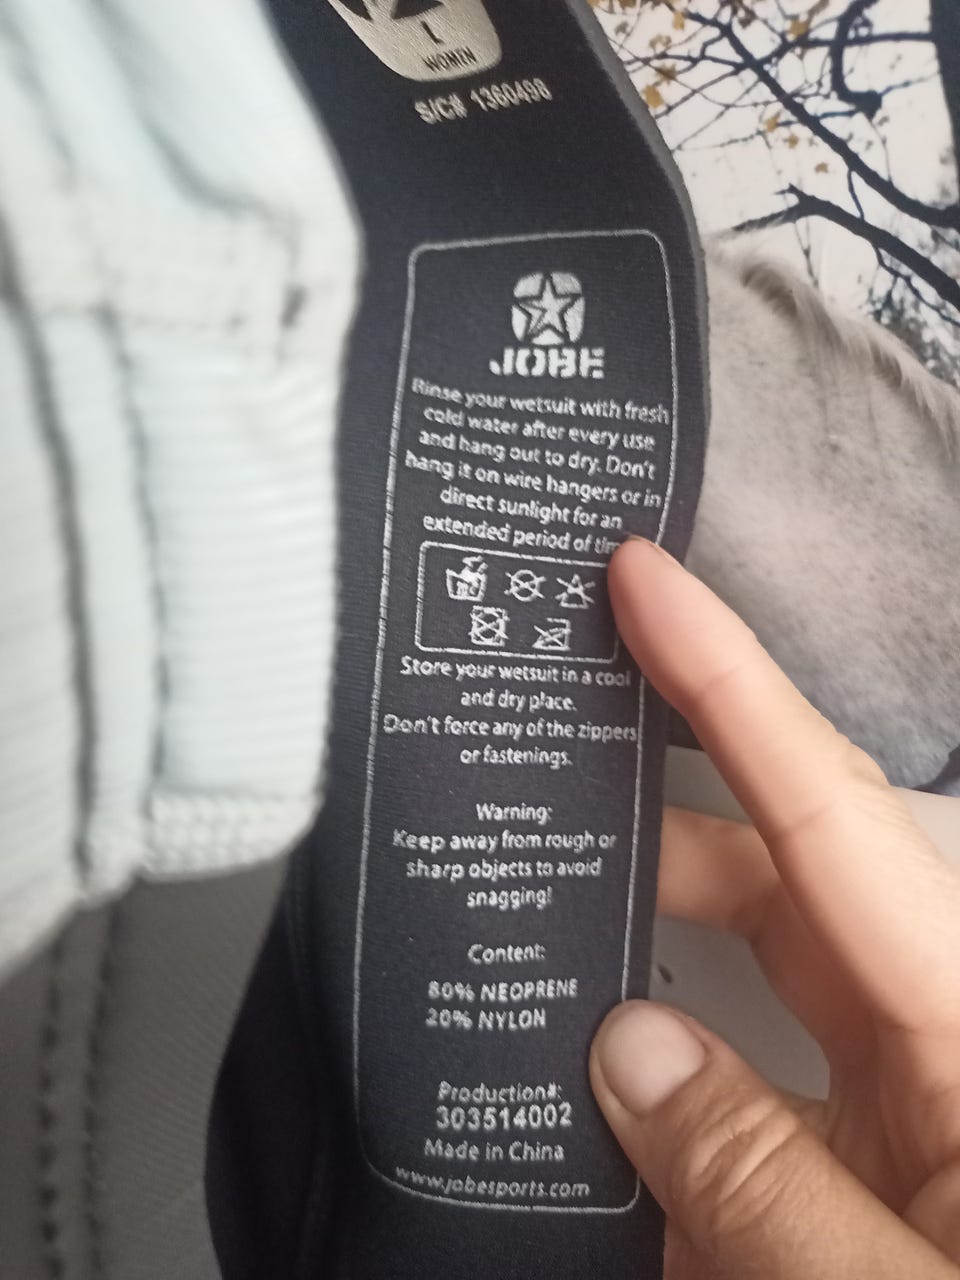 L
WOMEN
S/C# 1360498
JOBE
Rinse your wetsuit with fresh
cold water after every use
and hang out to dry. Don't
hang it on wire hangers or in
direct sunlight for an
extended period of
Store your wetsuit in a cool
and dry place.
Don't force any of the zippers
or fastenings.
Warning:
Keep away from rough or
sharp objects to avoid
snagging!
Content:
80% NEOPRENE
20% NYLON
Production#:
303514002
Made in China
www.jobesports.com